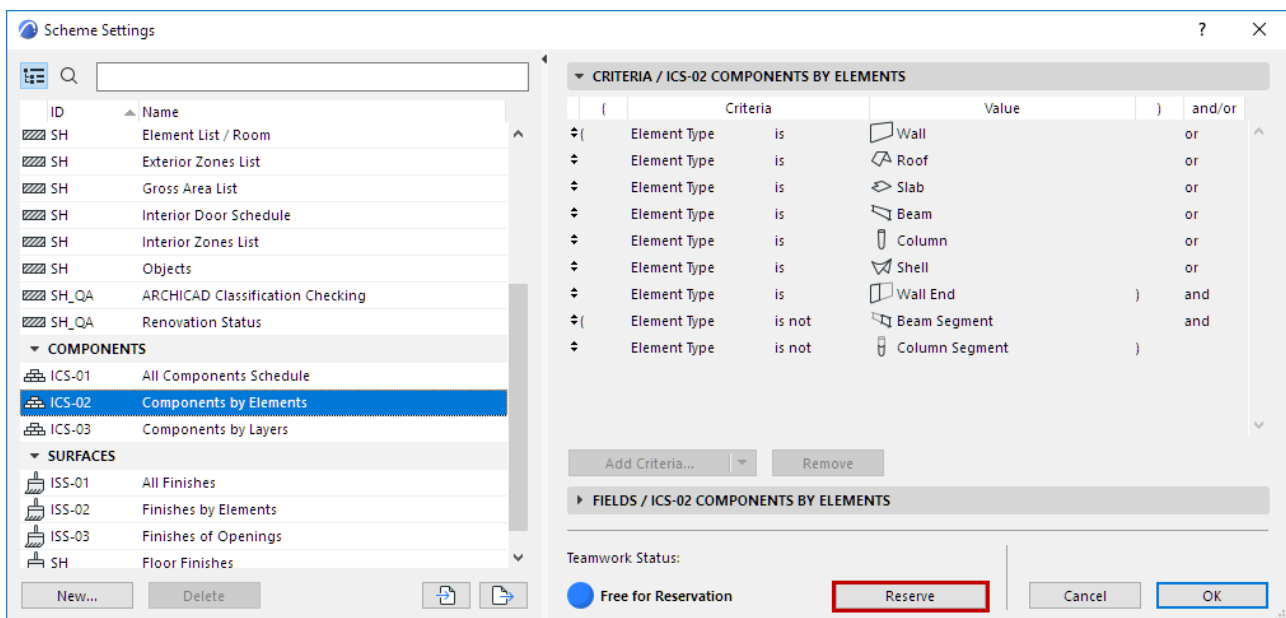 Scheme Settings
?
ID Name
SH Element List / Room
SH Exterior Zones List
SH Gross Area List
SH Interior Door Schedule
SH Interior Zones List
SH Objects
SH_QA ARCHICAD Classification Checking
SH_QA Renovation Status
COMPONENTS
ICS-01 All Components Schedule
ICS-02 Components by Elements
ICS-03 Components by Layers
SURFACES
ISS-01 All Finishes
ISS-02 Finishes by Elements
ISS-03 Finishes of Openings
SH Floor Finishes
New... Delete
CRITERIA / ICS-02 COMPONENTS BY ELEMENTS
( Criteria Value ) and/or
( Element Type is Wall or
Element Type is Roof or
Element Type is Slab or
Element Type is Beam or
Element Type is Column or
Element Type is Shell or
Element Type is Wall End ) and
( Element Type is not Beam Segment and
Element Type is not Column Segment )
Add Criteria... Remove
FIELDS / ICS-02 COMPONENTS BY ELEMENTS
Teamwork Status:
Free for Reservation Reserve Cancel OK